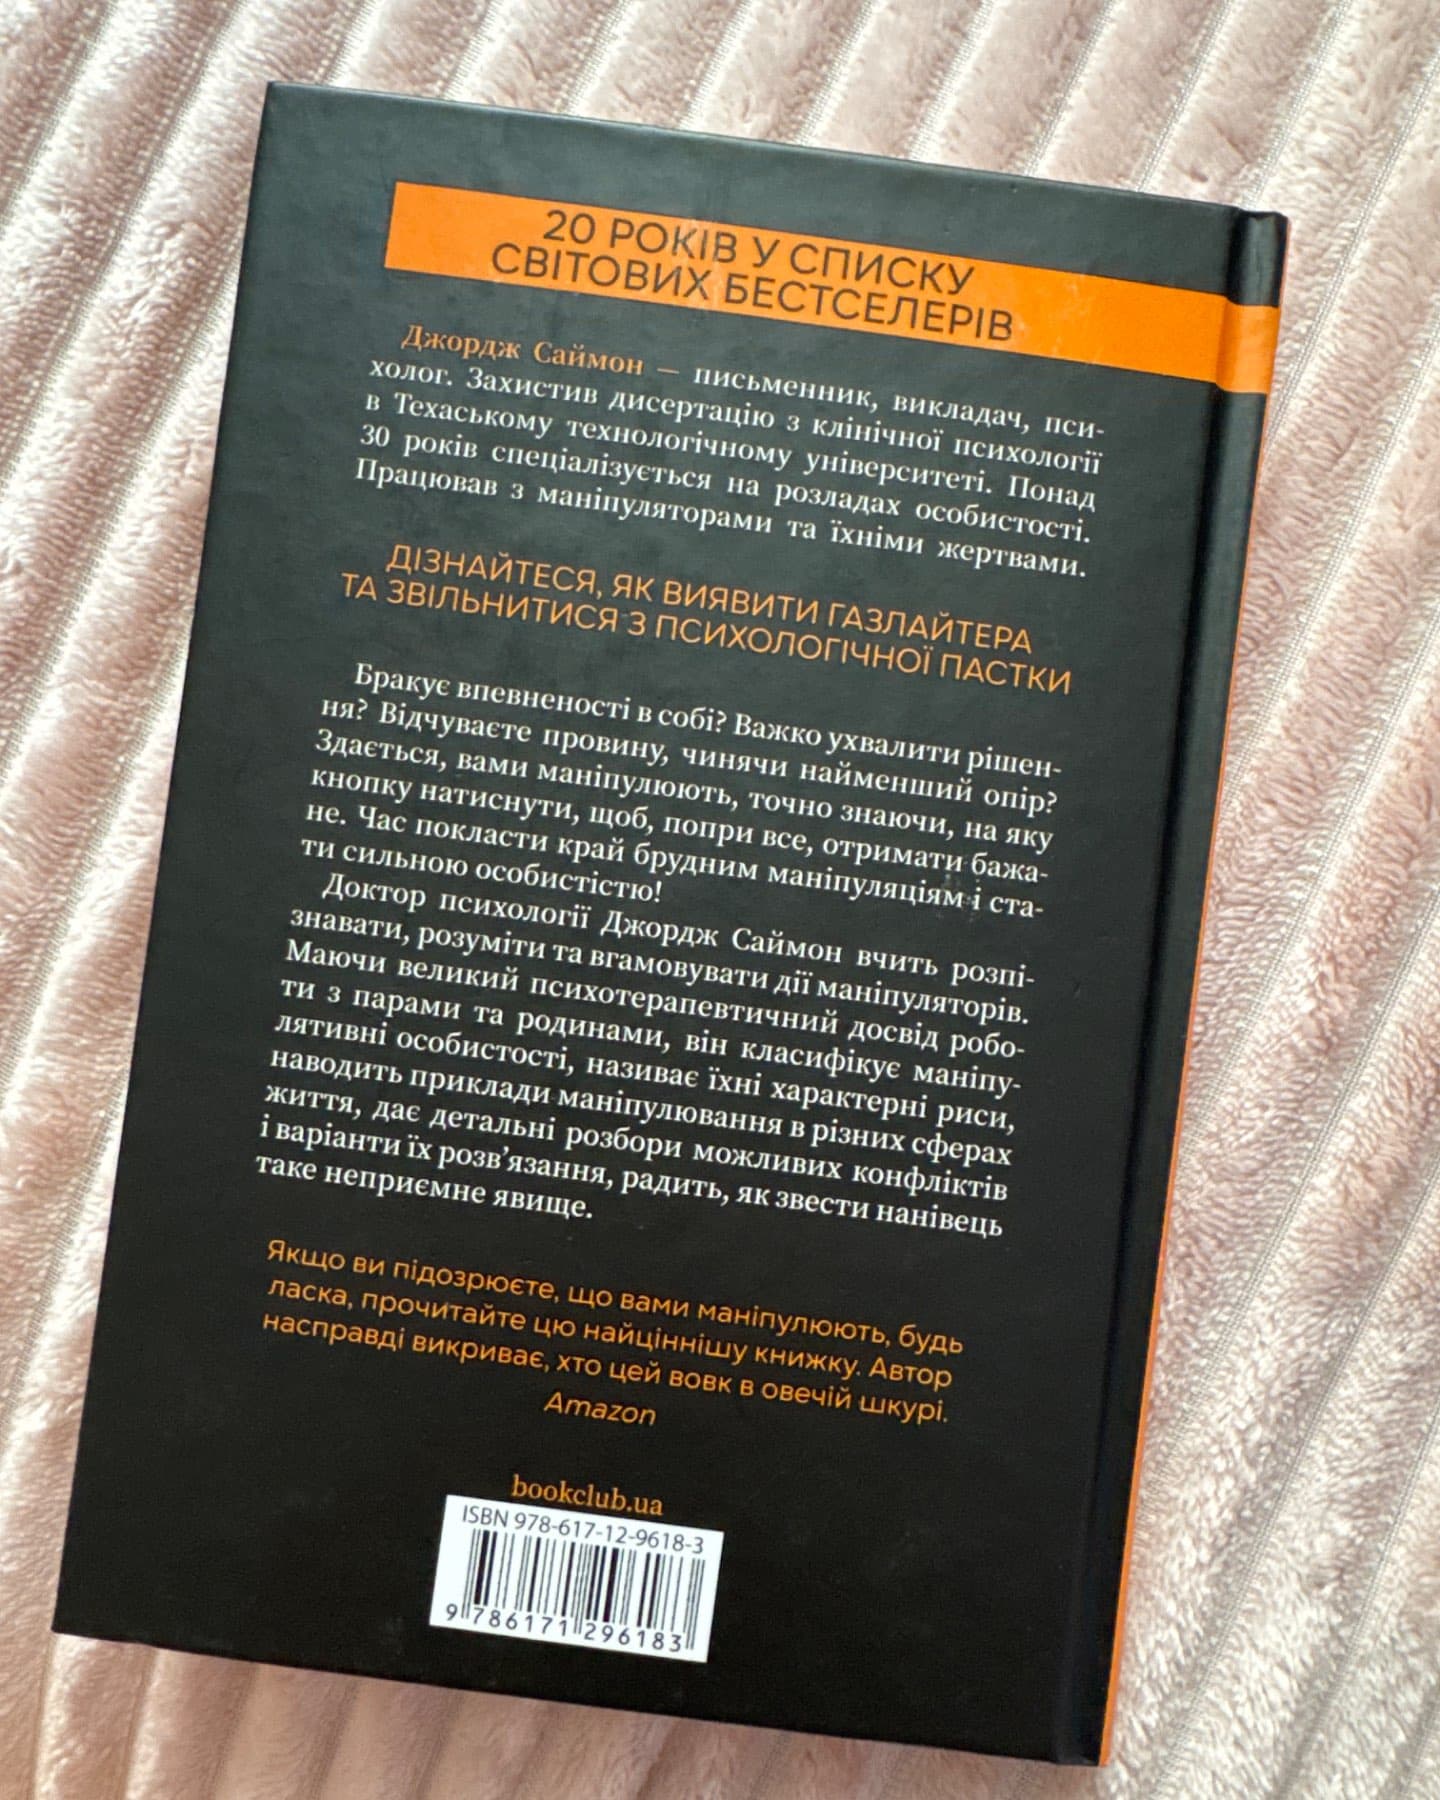 20 РОКІВ У СПИСКУ
СВІТОВИХ БЕСТСЕЛЕРІВ
Джордж Саймон — письменник, викладач, пси-
холог. Захистив дисертацію з клінічної психології
в Техаському технологічному університеті. Понад
30 років спеціалізується на розладах особистості.
Працював з маніпуляторами та їхніми жертвами.
ДІЗНАЙТЕСЯ, ЯК ВИЯВИТИ ГАЗЛАЙТЕРА
ТА ЗВІЛЬНИТИСЯ З ПСИХОЛОГІЧНОЇ ПАСТКИ
Бракує впевненості в собі? Важко ухвалити рішен-
ня? Відчуваєте провину, чинячи найменший опір?
Здається, вами маніпулюють, точно знаючи, на яку
кнопку натиснути, щоб, попри все, отримати бажа-
не. Час покласти край брудним маніпуляціям і ста-
ти сильною особистістю!
Доктор психології Джордж Саймон вчить розпі-
знавати, розуміти та вгамовувати дії маніпуляторів.
Маючи великий психотерапевтичний досвід робо-
ти з парами та родинами, він класифікує маніпу-
лятивні особистості, називає їхні характерні риси,
наводить приклади маніпулювання в різних сферах
життя, дає детальні розбори можливих конфліктів
і варіанти їх розв’язання, радить, як звести нанівець
таке неприємне явище.
Якщо ви підозрюєте, що вами маніпулюють, будь
ласка, прочитайте цю найціннішу книжку. Автор
насправді викриває, хто цей вовк в овечій шкурі.
Amazon
bookclub.ua
ISBN 978-617-12-9618-3
9 786171 296183